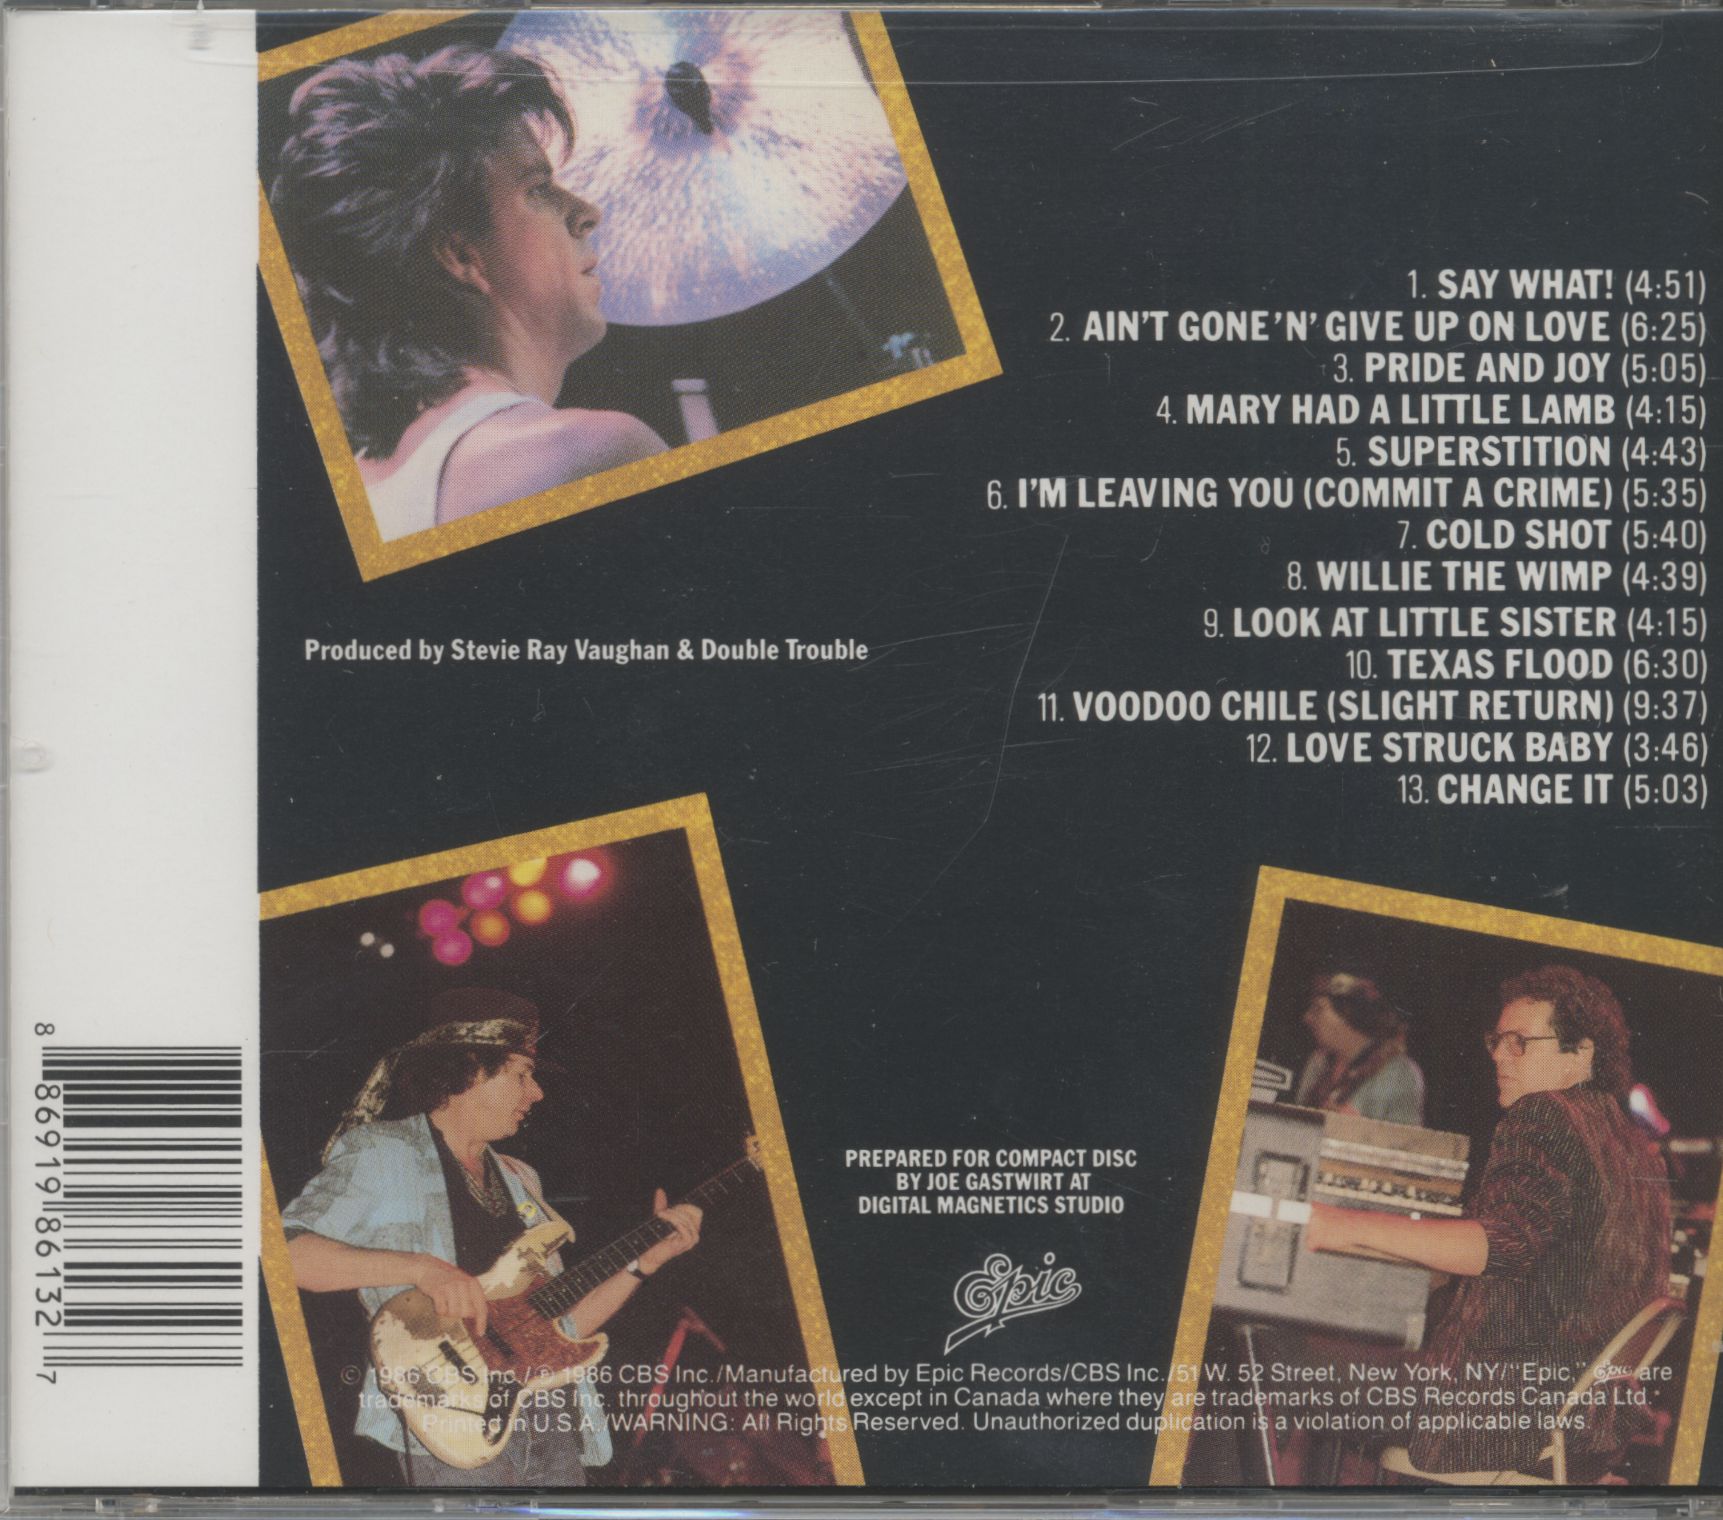 1. SAY WHAT! (4:51)
2. AIN'T GONE 'N' GIVE UP ON LOVE (6:25)
3. PRIDE AND JOY (5:05)
4. MARY HAD A LITTLE LAMB (4:15)
5. SUPERSTITION (4:43)
6. I'M LEAVING YOU (COMMIT A CRIME) (5:35)
7. COLD SHOT (5:40)
8. WILLIE THE WIMP (4:39)
9. LOOK AT LITTLE SISTER (4:15)
10. TEXAS FLOOD (6:30)
11. VOODOO CHILE (SLIGHT RETURN) (9:37)
12. LOVE STRUCK BABY (3:46)
13. CHANGE IT (5:03)
Produced by Stevie Ray Vaughan & Double Trouble
PREPARED FOR COMPACT DISC
BY JOE GASTWIRT AT
DIGITAL MAGNETICS STUDIO
Epic
© 1986 CBS Inc./℗ 1986 CBS Inc./Manufactured by Epic Records/CBS Inc./51 W. 52 Street, New York, NY/"Epic," Epic are
trademarks of CBS Inc. throughout the world except in Canada where they are trademarks of CBS Records Canada Ltd.
Printed in U.S.A./WARNING: All Rights Reserved. Unauthorized duplication is a violation of applicable laws.
8 86919 86132 7